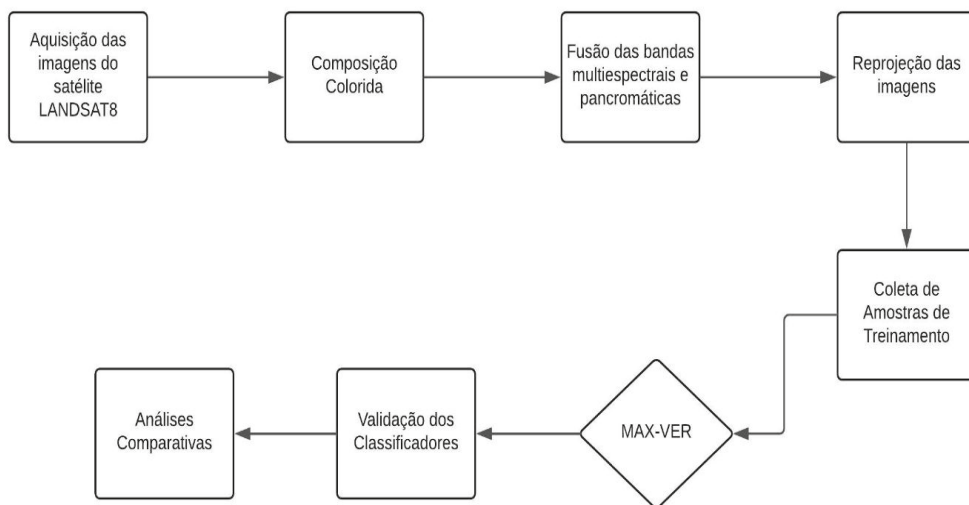 Aquisição das
imagens do
satélite
LANDSAT8
Composição
Colorida
Fusão das bandas
multiespectrais e
pancromáticas
Reprojeção das
imagens
Coleta de
Amostras de
Treinamento
MAX-VER
Validação dos
Classificadores
Análises
Comparativas